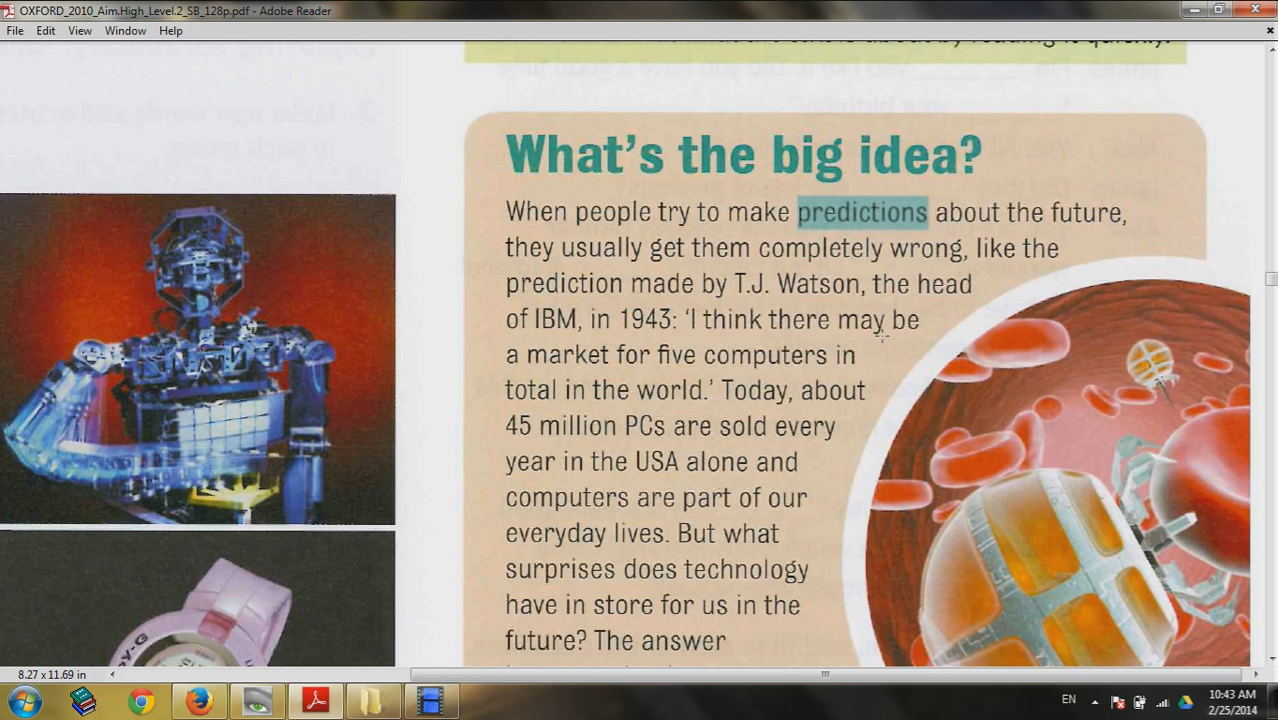 OXFORD_2010_Aim.High_Level.2_SB_128p.pdf - Adobe Reader
File Edit View Window Help
What's the big idea?
When people try to make predictions about the future,
they usually get them completely wrong, like the
prediction made by T.J. Watson, the head
of IBM, in 1943: 'I think there may be
a market for five computers in
total in the world.' Today, about
45 million PCs are sold every
year in the USA alone and
computers are part of our
everyday lives. But what
surprises does technology
have in store for us in the
future? The answer
8.27 x 11.69 in
EN
10:43 AM
2/25/2014